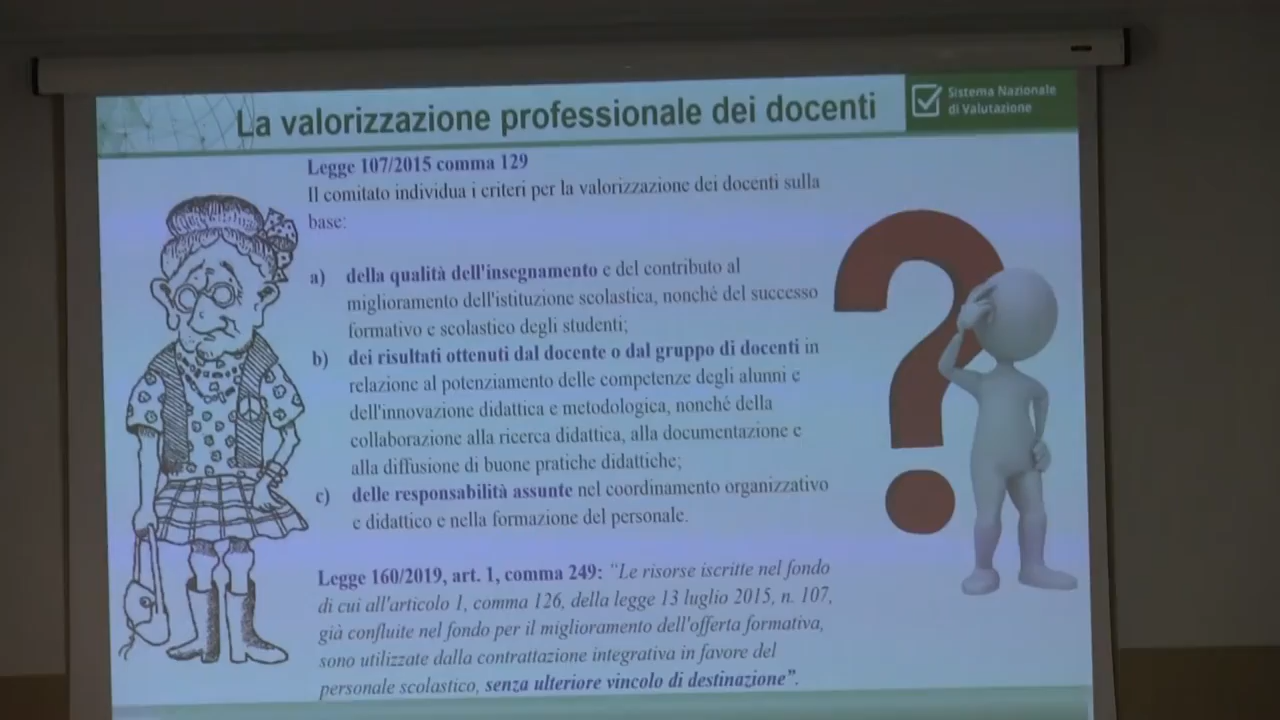 La valorizzazione professionale dei docenti
Sistema Nazionale
di Valutazione
Legge 107/2015 comma 129
Il comitato individua i criteri per la valorizzazione dei docenti sulla
base:
a) della qualità dell'insegnamento e del contributo al
miglioramento dell'istituzione scolastica, nonché del successo
formativo e scolastico degli studenti;
b) dei risultati ottenuti dal docente o dal gruppo di docenti in
relazione al potenziamento delle competenze degli alunni e
dell'innovazione didattica e metodologica, nonché della
collaborazione alla ricerca didattica, alla documentazione e
alla diffusione di buone pratiche didattiche;
c) delle responsabilità assunte nel coordinamento organizzativo
e didattico e nella formazione del personale.
Legge 160/2019, art. 1, comma 249: “Le risorse iscritte nel fondo
di cui all'articolo 1, comma 126, della legge 13 luglio 2015, n. 107,
già confluite nel fondo per il miglioramento dell'offerta formativa,
sono utilizzate dalla contrattazione integrativa in favore del
personale scolastico, senza ulteriore vincolo di destinazione”.